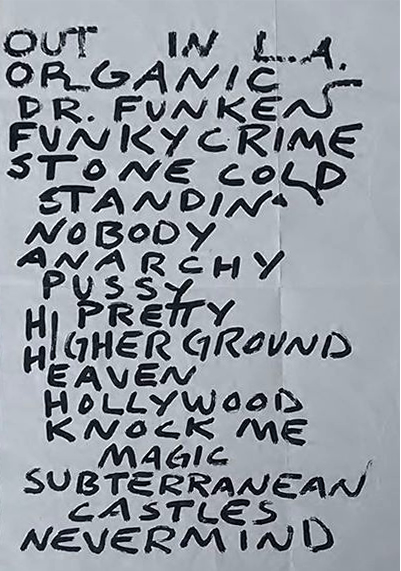 OUT IN L.A.
ORGANIC
DR. FUNKENS
FUNKY CRIME
STONE COLD
STANDIN'
NOBODY
ANARCHY
PUSSY
HI PRETTY
HIGHER GROUND
HEAVEN
HOLLYWOOD
KNOCK ME
MAGIC
SUBTERRANEAN
CASTLES
NEVERMIND